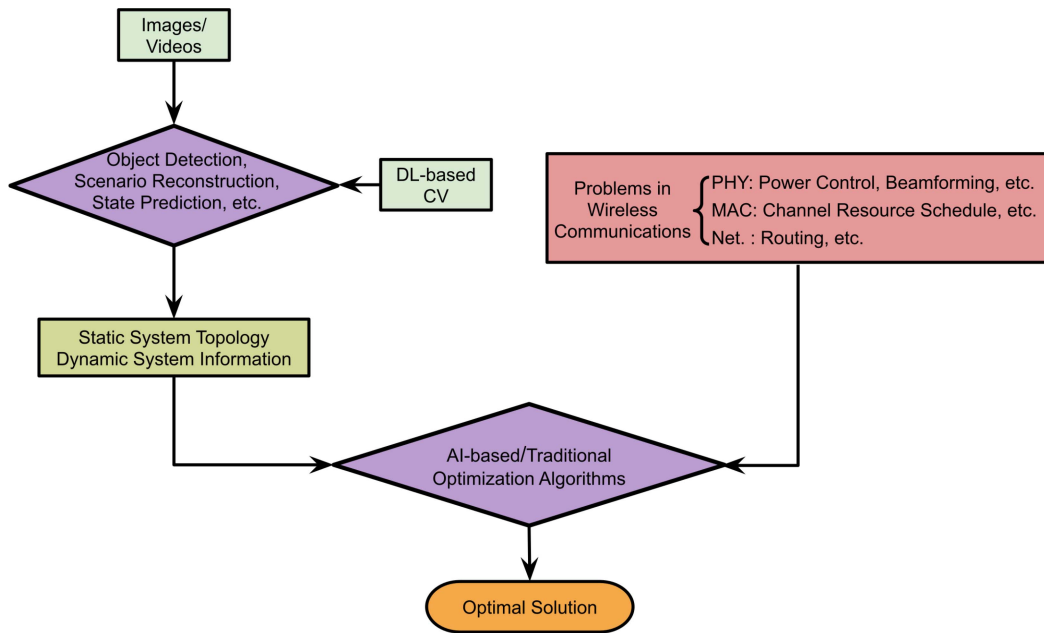 Images/
Videos
Object Detection,
Scenario Reconstruction,
State Prediction, etc.
DL-based
CV
Problems in
Wireless
Communications
PHY: Power Control, Beamforming, etc.
MAC: Channel Resource Schedule, etc.
Net. : Routing, etc.
Static System Topology
Dynamic System Information
AI-based/Traditional
Optimization Algorithms
Optimal Solution